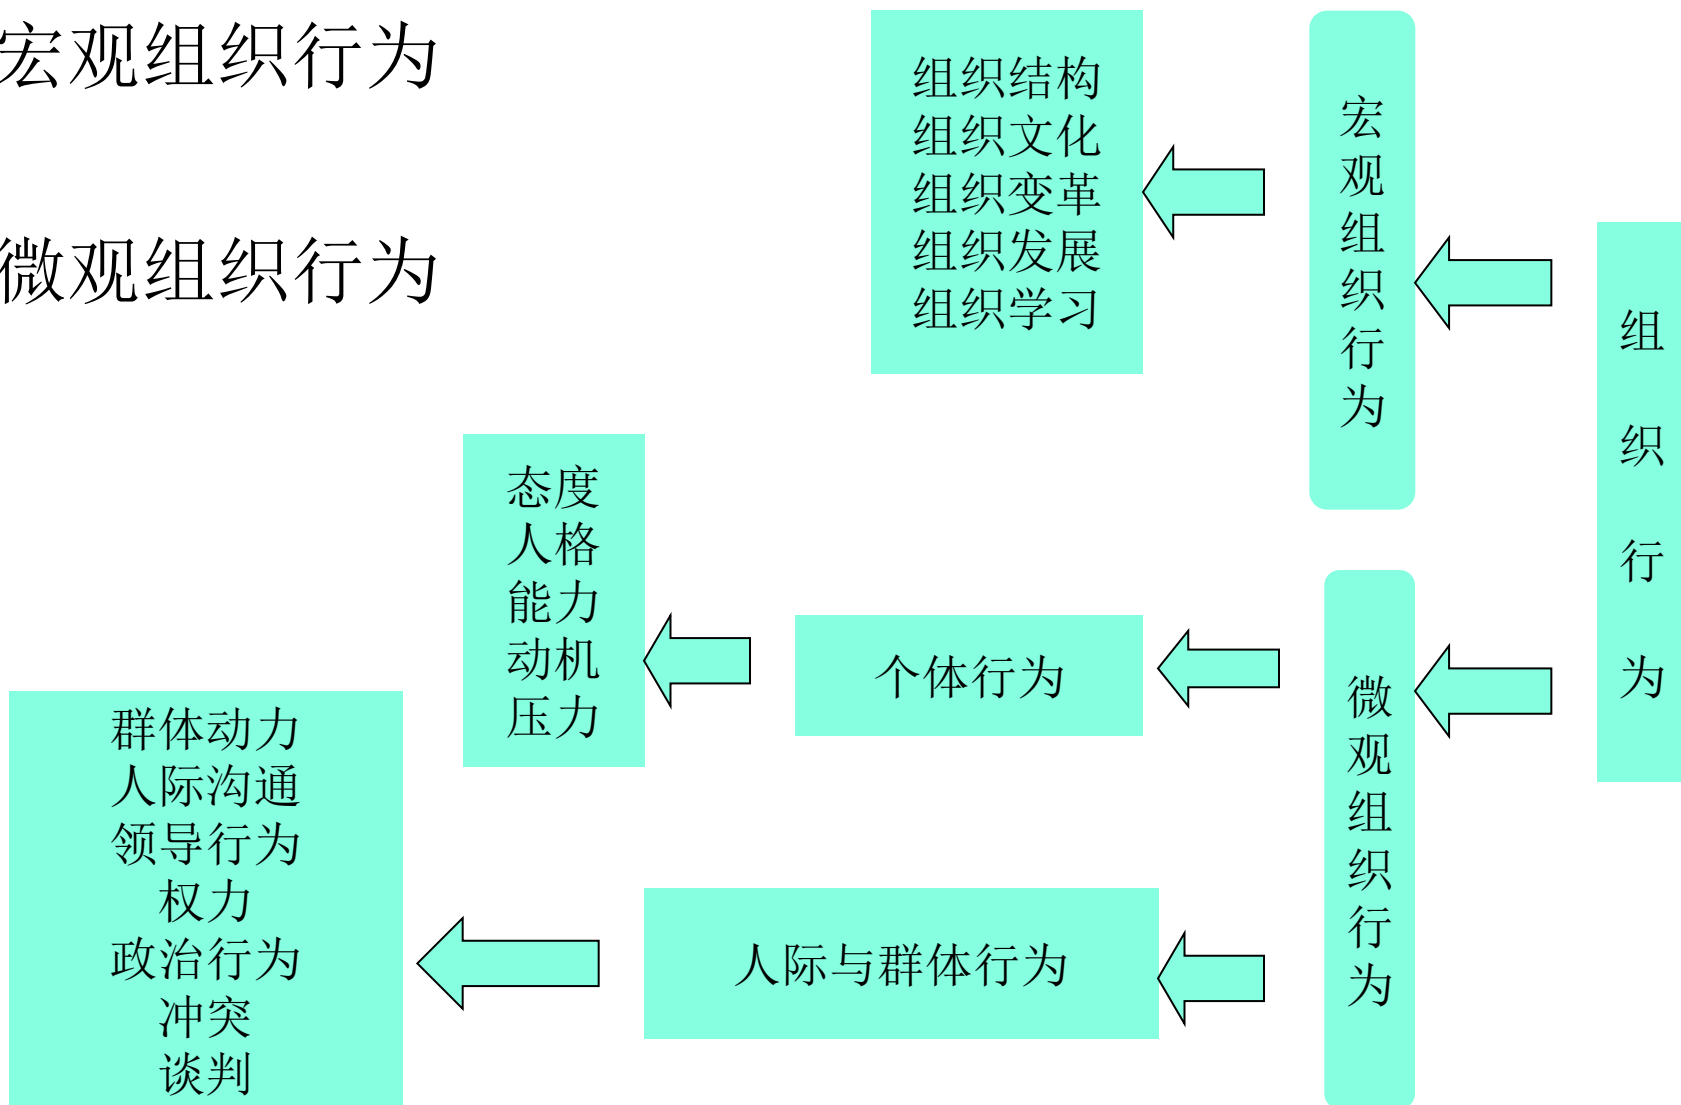 宏观组织行为
微观组织行为
组织结构
组织文化
组织变革
组织发展
组织学习
宏观组织行为
组织行为
态度
人格
能力
动机
压力
个体行为
微观组织行为
群体动力
人际沟通
领导行为
权力
政治行为
冲突
谈判
人际与群体行为